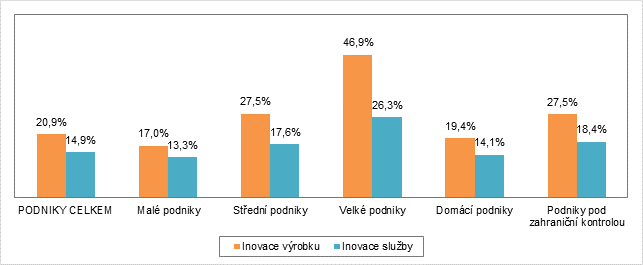 46,9%
27,5%
26,3%
27,5%
20,9%
14,9%
17,0%
13,3%
17,6%
19,4%
14,1%
18,4%
PODNIKY CELKEM
Malé podniky
Střední podniky
Velké podniky
Domácí podniky
Podniky pod
zahraniční kontrolou
Inovace výrobku
Inovace služby